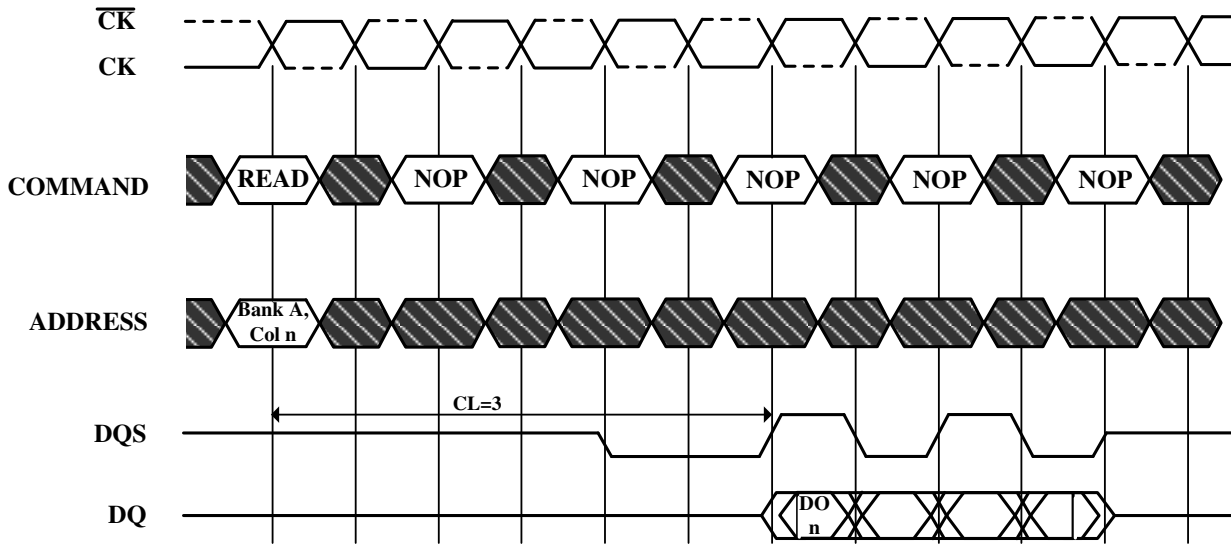 CK
CK
COMMAND
READ
NOP
NOP
NOP
NOP
NOP
ADDRESS
Bank A,
Col n
CL=3
DQS
DQ
DO
n